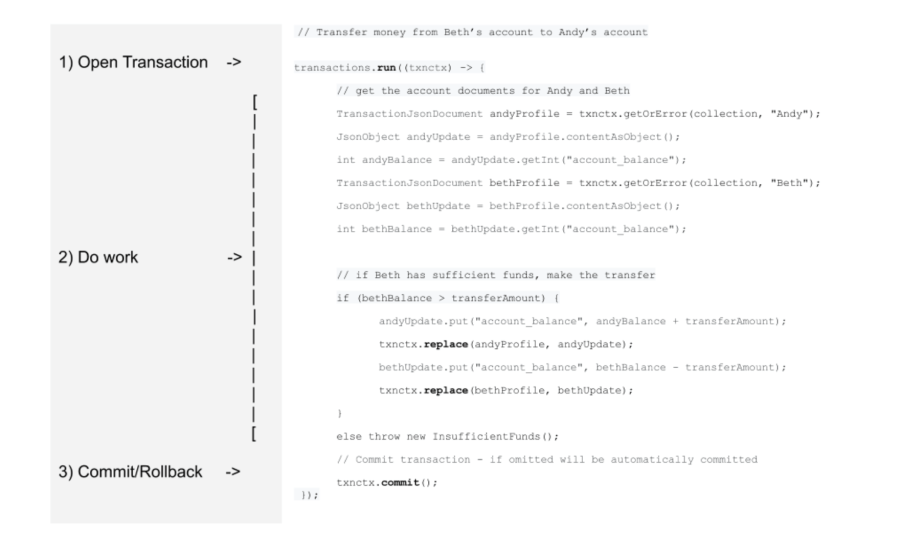 // Transfer money from Beth's account to Andy's account
1) Open Transaction ->
transactions.run((txnctx) -> {
// get the account documents for Andy and Beth
TransactionJsonDocument andyProfile = txnctx.getOrError(collection, "Andy");
JsonObject andyUpdate = andyProfile.contentAsObject();
int andyBalance = andyUpdate.getInt("account_balance");
TransactionJsonDocument bethProfile = txnctx.getOrError(collection, "Beth");
JsonObject bethUpdate = bethProfile.contentAsObject();
int bethBalance = bethUpdate.getInt("account_balance");
2) Do work ->
// if Beth has sufficient funds, make the transfer
if (bethBalance > transferAmount) {
andyUpdate.put("account_balance", andyBalance + transferAmount);
txnctx.replace(andyProfile, andyUpdate);
bethUpdate.put("account_balance", bethBalance - transferAmount);
txnctx.replace(bethProfile, bethUpdate);
}
else throw new InsufficientFunds();
// Commit transaction - if omitted will be automatically committed
3) Commit/Rollback ->
txnctx.commit();
});